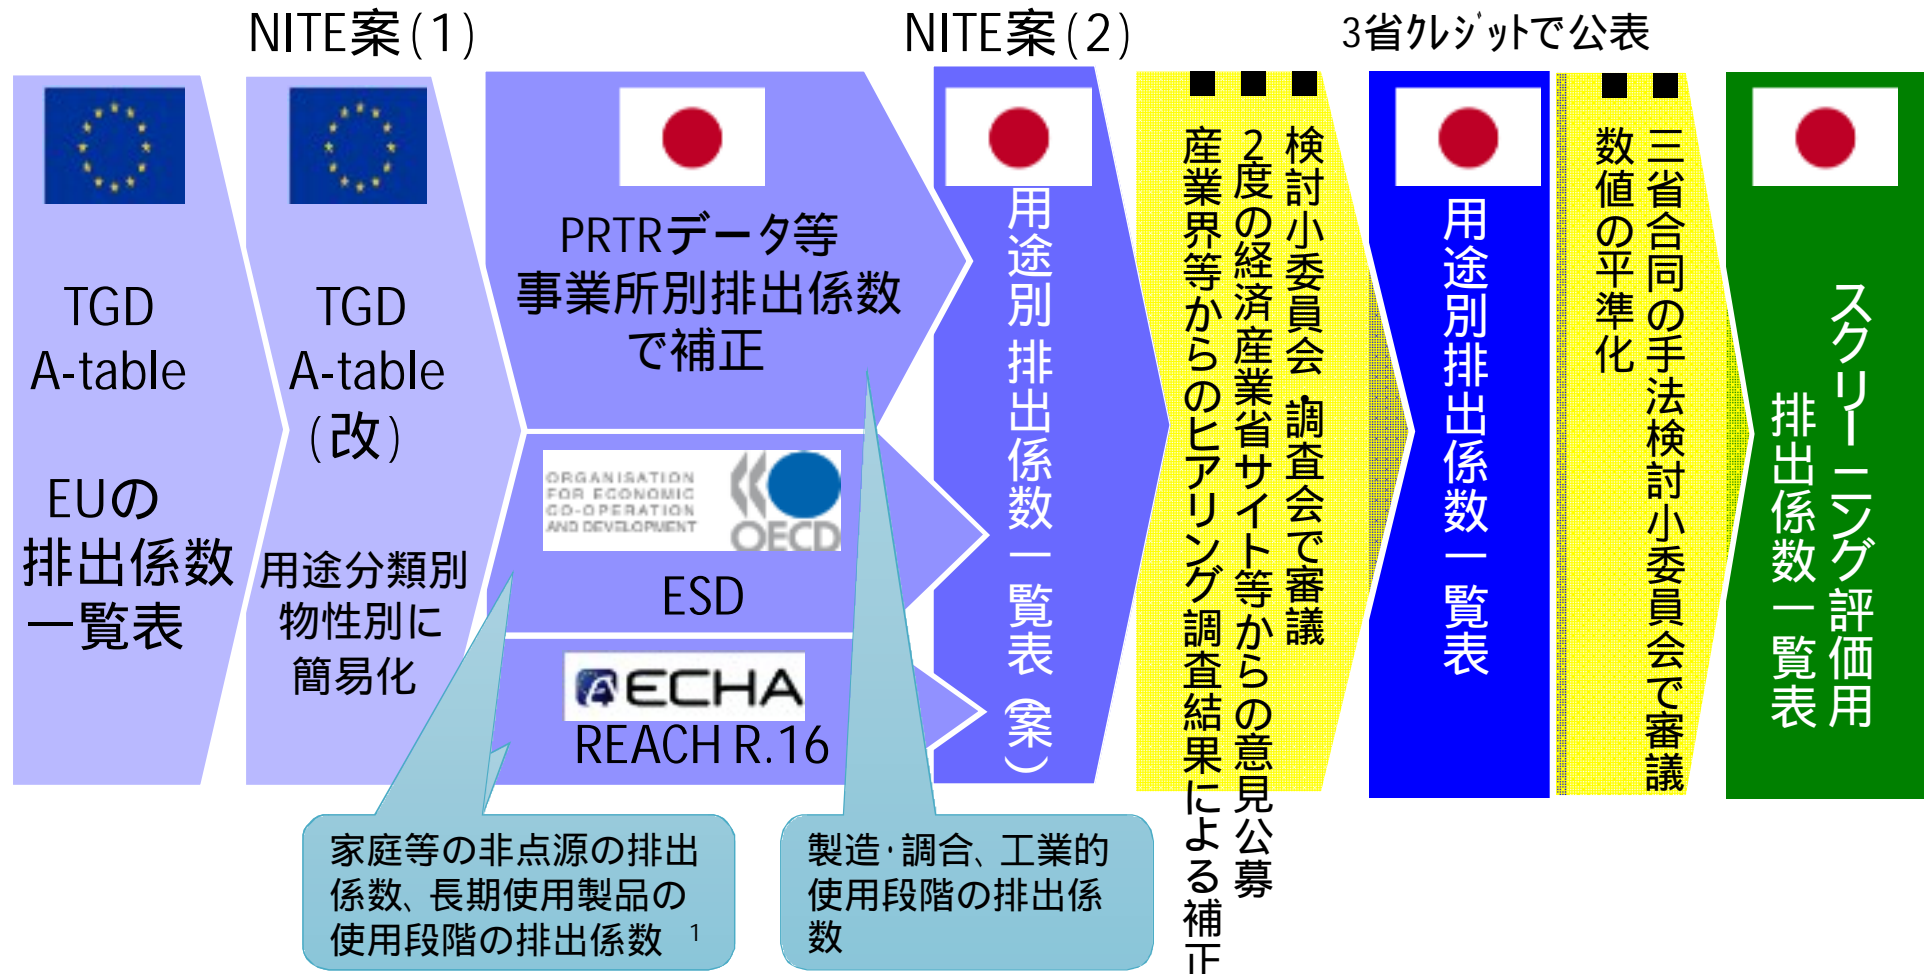 NITE案(1)
NITE案(2)
3省ｸﾚｼﾞｯﾄで公表
TGD
A-table
EUの
排出係数
一覧表
TGD
A-table
(改)
用途分類別
物性別に
簡易化
PRTRデータ等
事業所別排出係数
で補正
ORGANISATION
FOR ECONOMIC
CO-OPERATION
AND DEVELOPMENT
OECD
ESD
ECHA
REACH R.16
用途別排出係数一覧表(案)
■ 検討小委員会・調査会で審議
■ 2度の経済産業省サイト等からの意見公募
■ 産業界等からのヒアリング調査結果による補正
用途別排出係数一覧表
■ 三省合同の手法検討小委員会で審議
■ 数値の平準化
スクリーニング評価用
排出係数一覧表
家庭等の非点源の排出
係数、長期使用製品の
使用段階の排出係数 1
製造・調合、工業的
使用段階の排出係
数